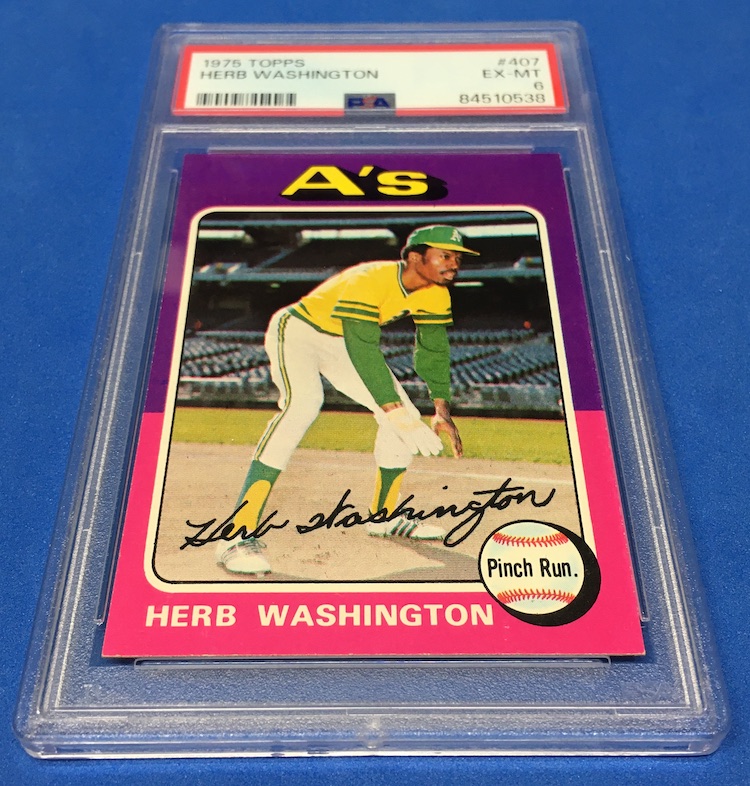 1975 TOPPS #407
HERB WASHINGTON EX-MT
6
PSA 84510538
A's
A
Herb Washington
Pinch Run.
HERB WASHINGTON